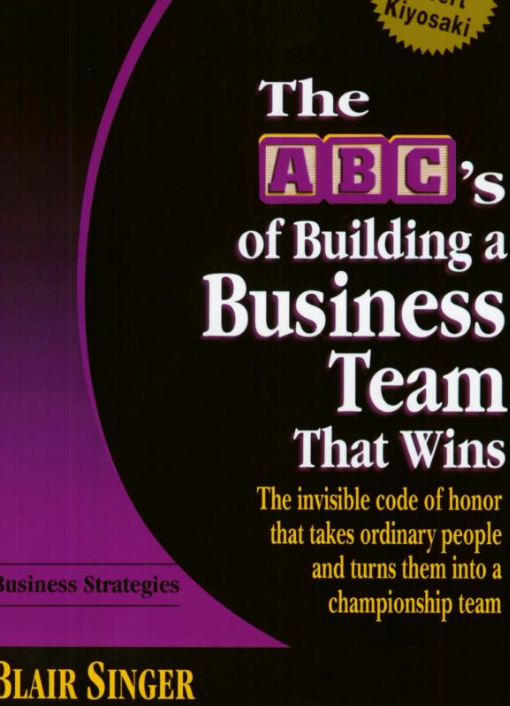 Kiyosaki
The
ABC's
of Building a
Business
Team
That Wins
The invisible code of honor
that takes ordinary people
and turns them into a
championship team
Business Strategies
BLAIR SINGER